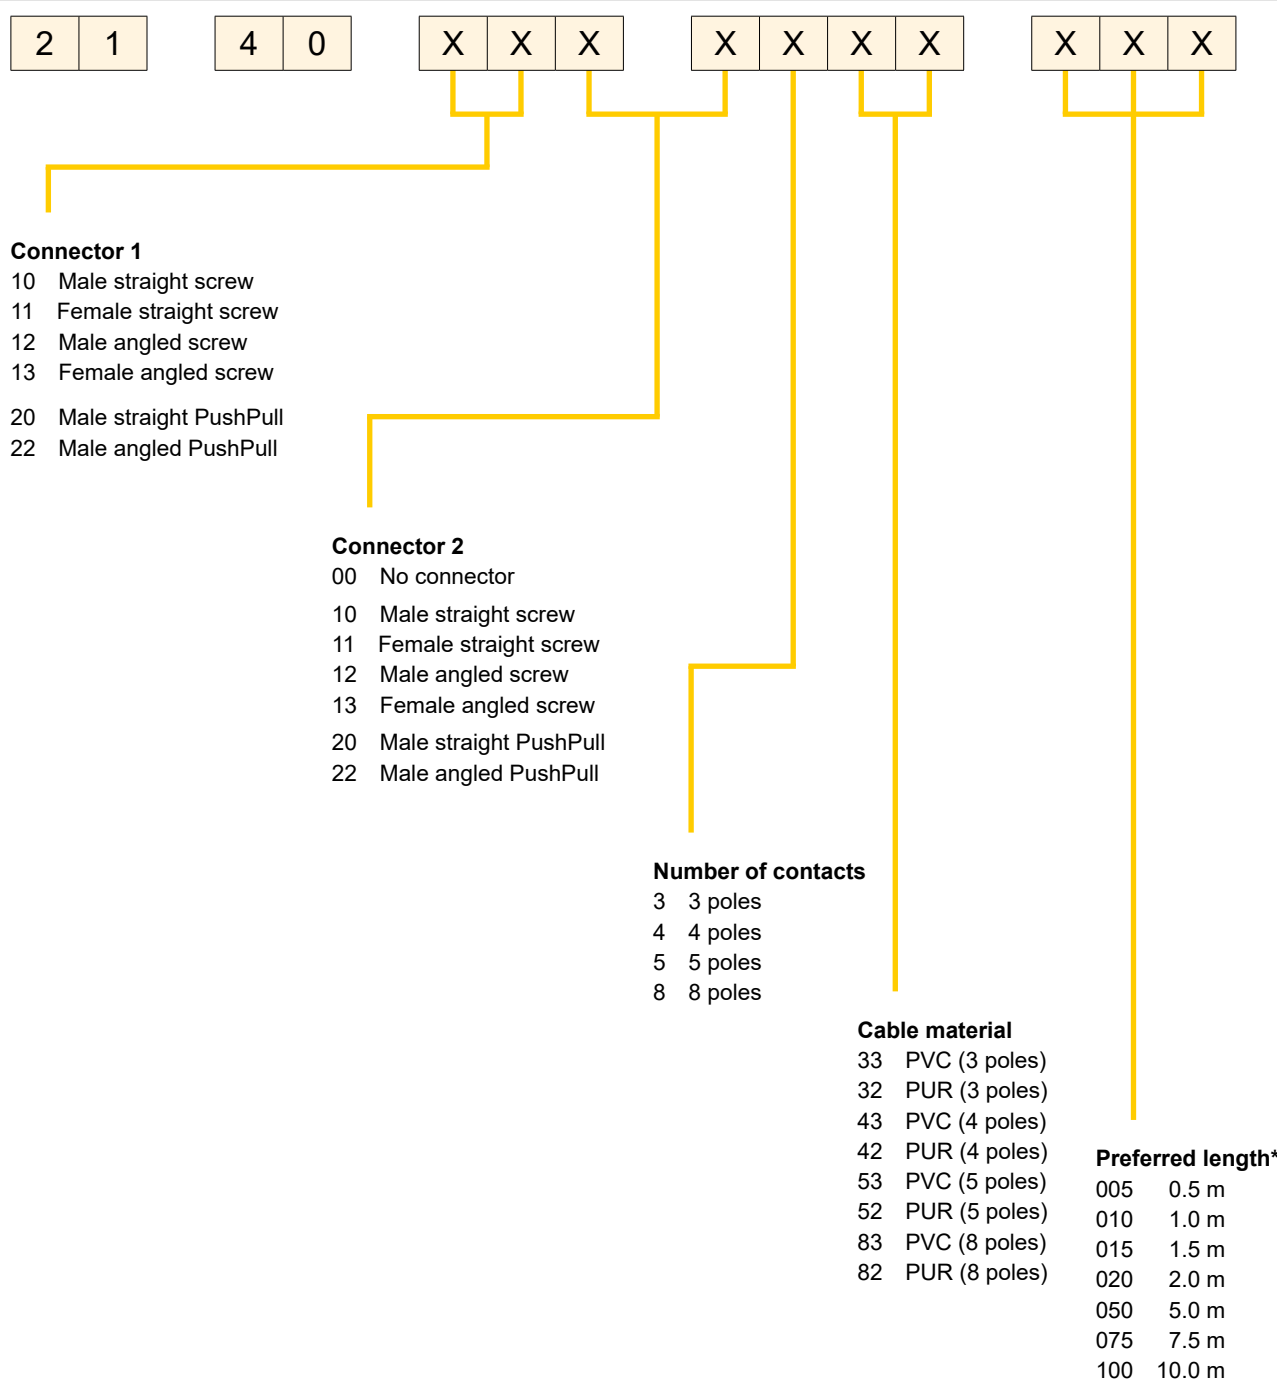 2 1 4 0 X X X X X X X X X X
Connector 1
10 Male straight screw
11 Female straight screw
12 Male angled screw
13 Female angled screw
20 Male straight PushPull
22 Male angled PushPull
Connector 2
00 No connector
10 Male straight screw
11 Female straight screw
12 Male angled screw
13 Female angled screw
20 Male straight PushPull
22 Male angled PushPull
Number of contacts
3 3 poles
4 4 poles
5 5 poles
8 8 poles
Cable material
33 PVC (3 poles)
32 PUR (3 poles)
43 PVC (4 poles)
42 PUR (4 poles)
53 PVC (5 poles)
52 PUR (5 poles)
83 PVC (8 poles)
82 PUR (8 poles)
Preferred length*
005 0.5 m
010 1.0 m
015 1.5 m
020 2.0 m
050 5.0 m
075 7.5 m
100 10.0 m